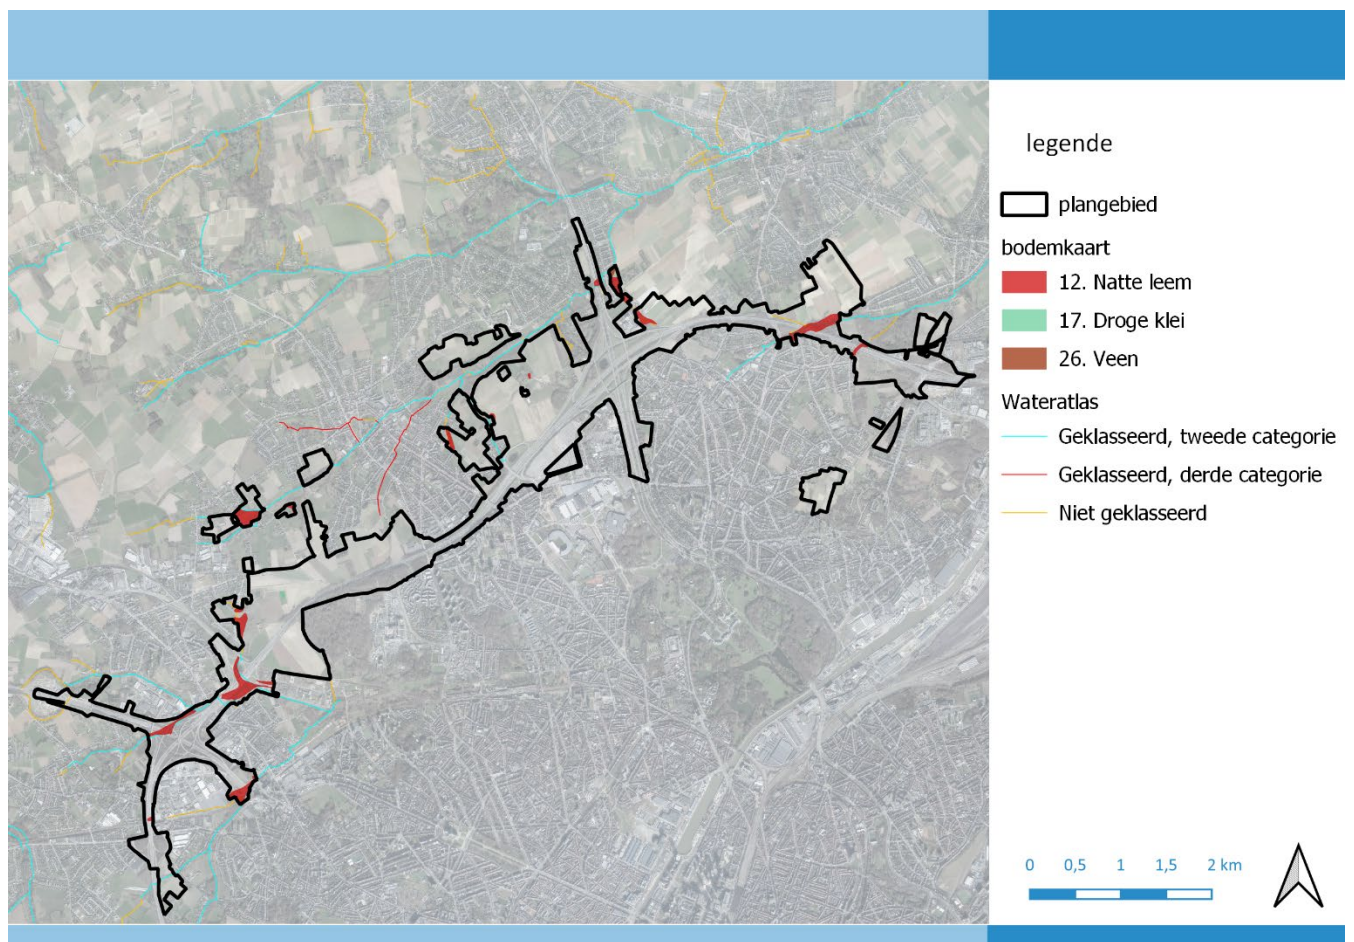 legende
plangebied
bodemkaart
12. Natte leem
17. Droge klei
26. Veen
Wateratlas
Geklasseerd, tweede categorie
Geklasseerd, derde categorie
Niet geklasseerd
0 0,5 1 1,5 2 km